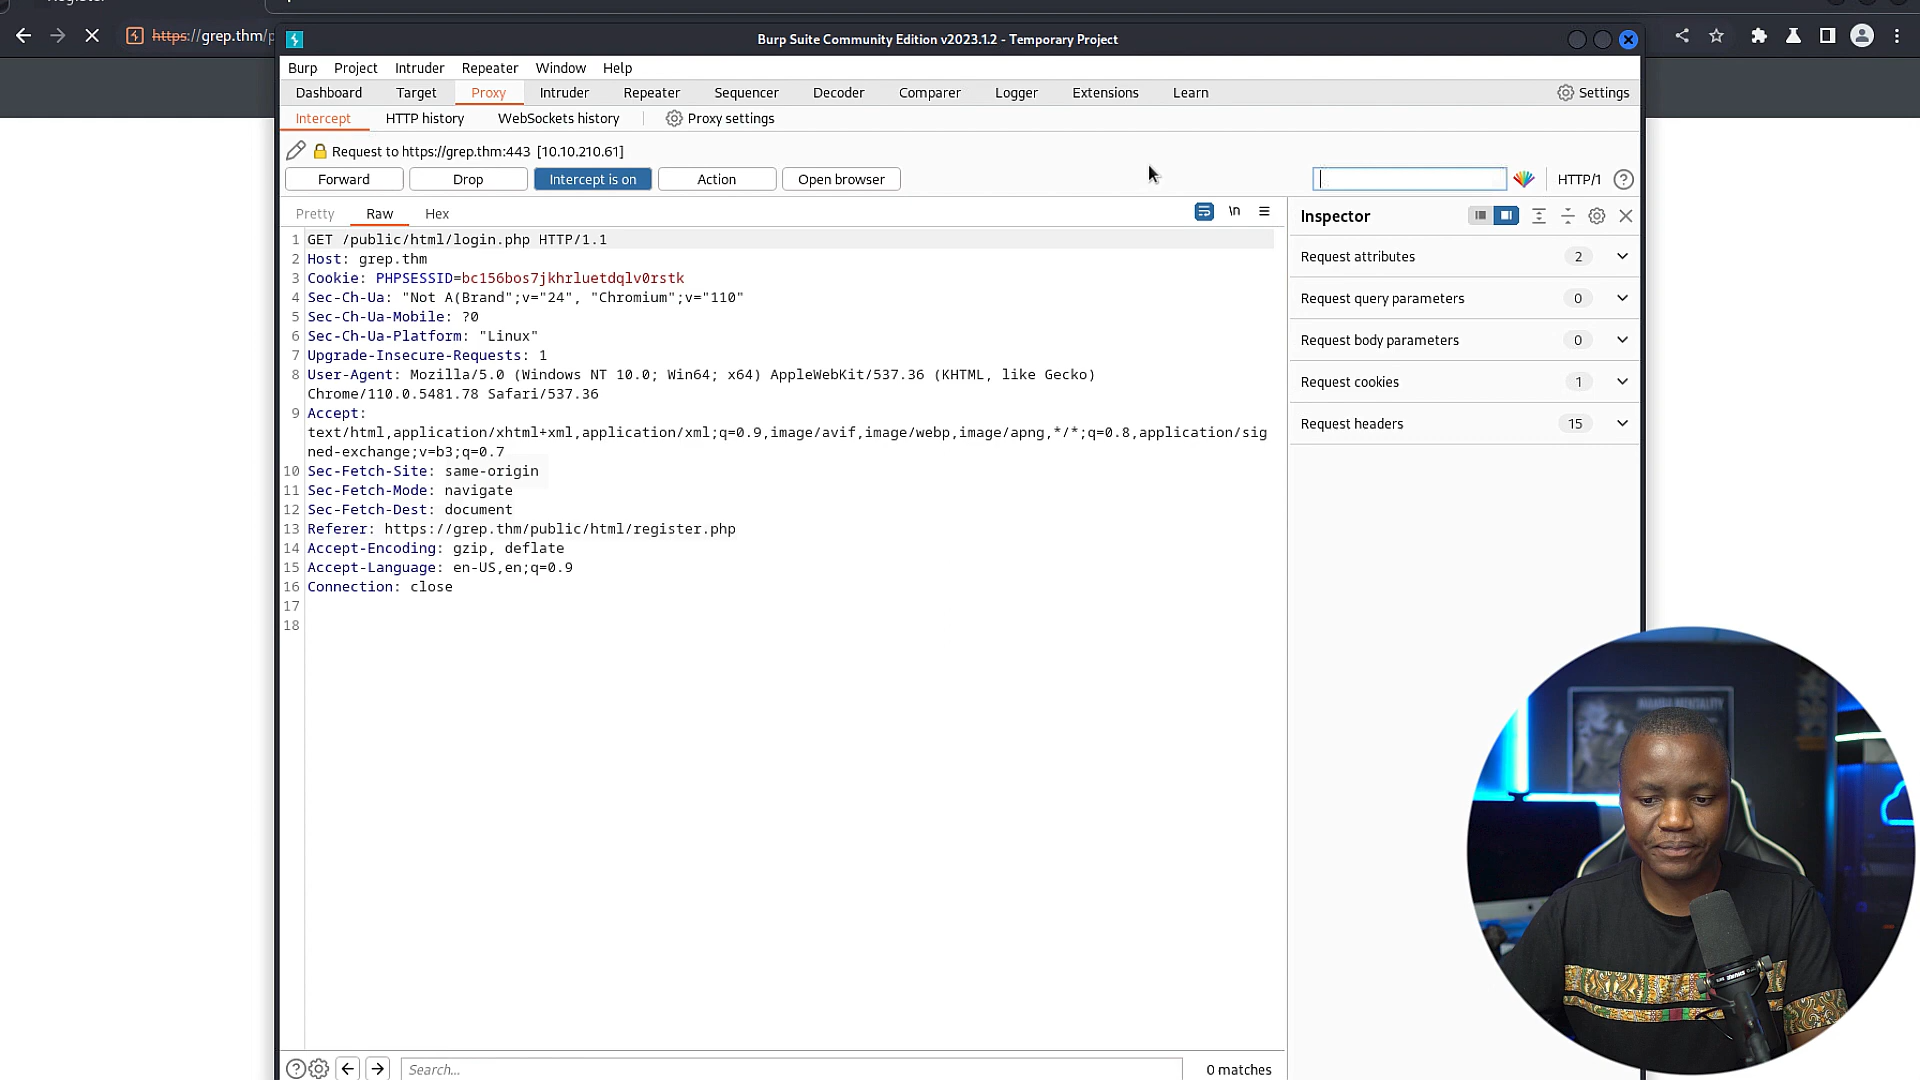 Register
https://grep.thm/p
Burp Suite Community Edition v2023.1.2 - Temporary Project
Burp Project Intruder Repeater Window Help
Dashboard Target Proxy Intruder Repeater Sequencer Decoder Comparer Logger Extensions Learn Settings
Intercept HTTP history WebSockets history Proxy settings
Request to https://grep.thm:443 [10.10.210.61]
Forward Drop Intercept is on Action Open browser HTTP/1 ?
Pretty Raw Hex \n
Inspector
1 GET /public/html/login.php HTTP/1.1
2 Host: grep.thm
3 Cookie: PHPSESSID=bc156bos7jkhrluetdqlv0rstk
4 Sec-Ch-Ua: "Not A(Brand";v="24", "Chromium";v="110"
5 Sec-Ch-Ua-Mobile: ?0
6 Sec-Ch-Ua-Platform: "Linux"
7 Upgrade-Insecure-Requests: 1
8 User-Agent: Mozilla/5.0 (Windows NT 10.0; Win64; x64) AppleWebKit/537.36 (KHTML, like Gecko)
Chrome/110.0.5481.78 Safari/537.36
9 Accept:
text/html,application/xhtml+xml,application/xml;q=0.9,image/avif,image/webp,image/apng,*/*;q=0.8,application/sig
ned-exchange;v=b3;q=0.7
10 Sec-Fetch-Site: same-origin
11 Sec-Fetch-Mode: navigate
12 Sec-Fetch-Dest: document
13 Referer: https://grep.thm/public/html/register.php
14 Accept-Encoding: gzip, deflate
15 Accept-Language: en-US,en;q=0.9
16 Connection: close
17
18
Request attributes 2
Request query parameters 0
Request body parameters 0
Request cookies 1
Request headers 15
MAMBA MENTALITY
? Search... 0 matches